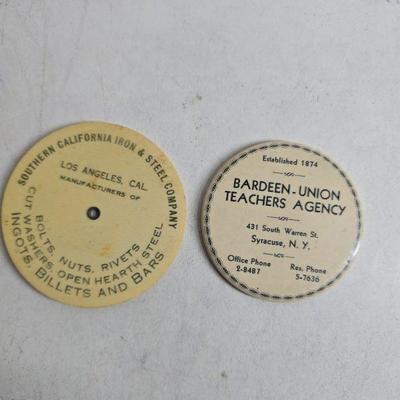 SOUTHERN CALIFORNIA IRON & STEEL COMPANY
LOS ANGELES, CAL.
MANUFACTURERS OF
BOLTS, NUTS, RIVETS
CUT WASHERS, OPEN HEARTH STEEL
INGOTS, BILLETS AND BARS
Established 1874
BARDEEN-UNION
TEACHERS AGENCY
431 South Warren St.
Syracuse, N. Y.
Office Phone
2-8487
Res. Phone
5-7636